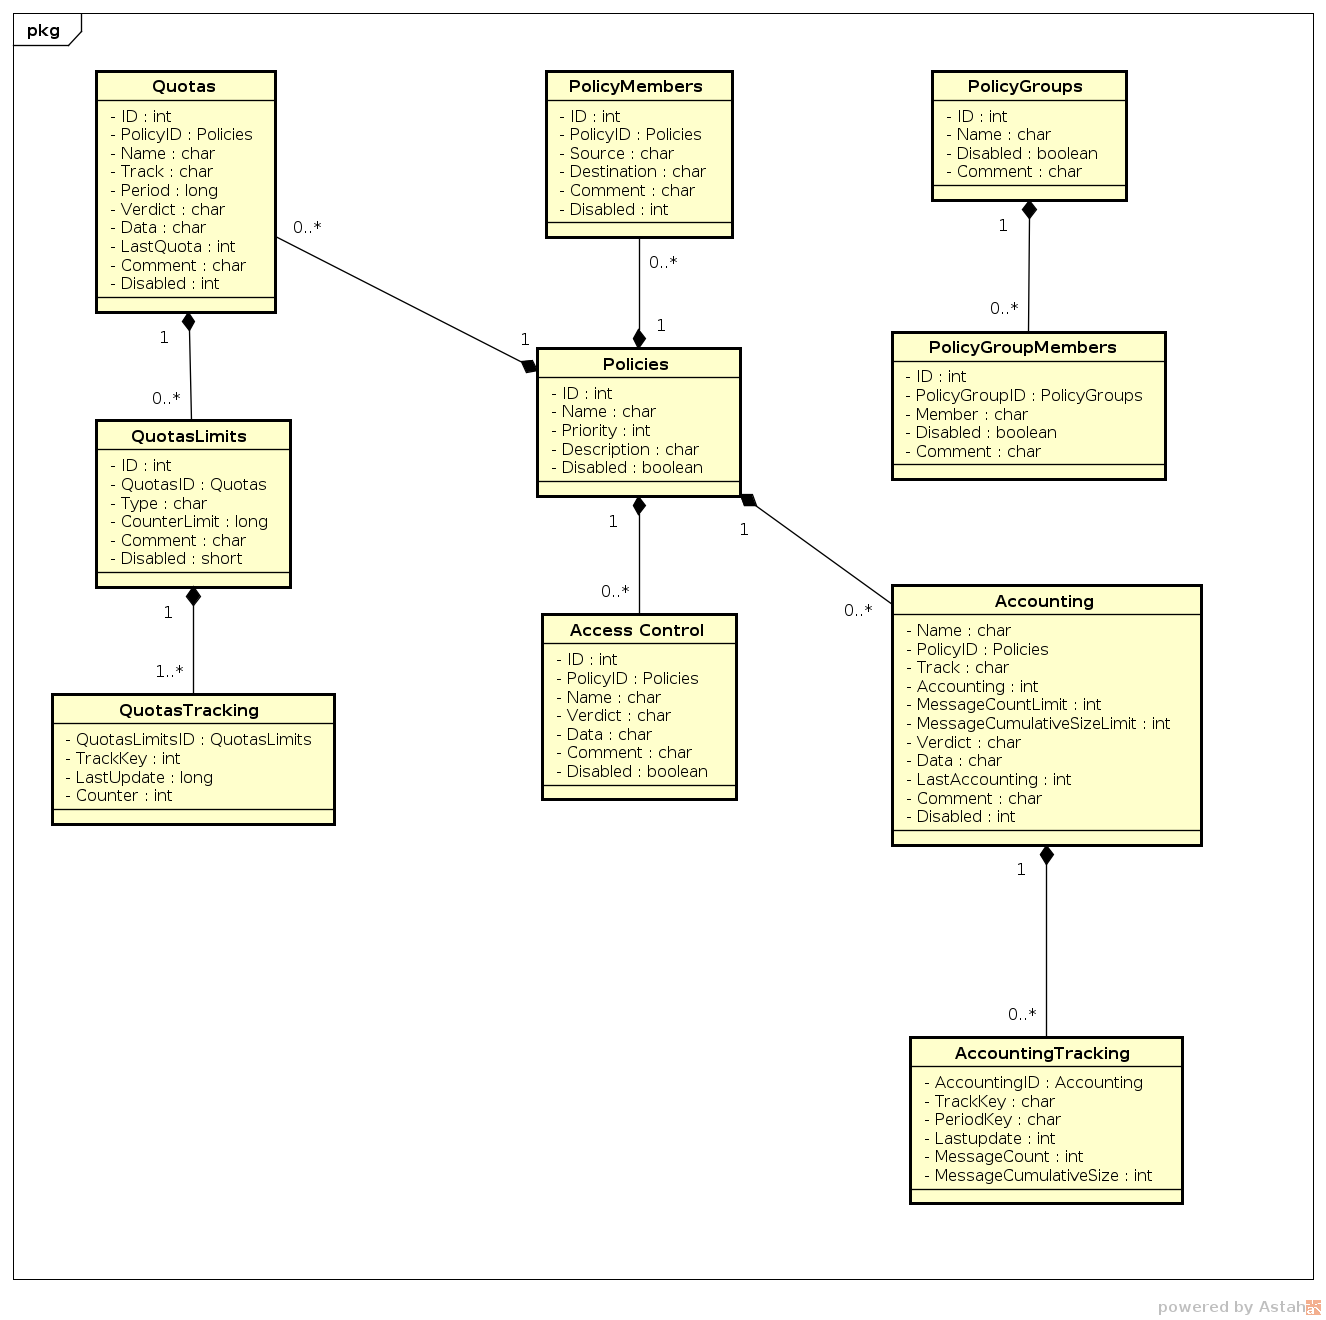 pkg
Quotas
- ID : int
- PolicyID : Policies
- Name : char
- Track : char
- Period : long
- Verdict : char
- Data : char
- LastQuota : int
- Comment : char
- Disabled : int
PolicyMembers
- ID : int
- PolicyID : Policies
- Source : char
- Destination : char
- Comment : char
- Disabled : int
PolicyGroups
- ID : int
- Name : char
- Disabled : boolean
- Comment : char
0..*
1
0..*
1
1
0..*
1
0..*
Policies
- ID : int
- Name : char
- Priority : int
- Description : char
- Disabled : boolean
PolicyGroupMembers
- ID : int
- PolicyGroupID : PolicyGroups
- Member : char
- Disabled : boolean
- Comment : char
QuotasLimits
- ID : int
- QuotasID : Quotas
- Type : char
- CounterLimit : long
- Comment : char
- Disabled : short
1
1..*
1
0..*
1
0..*
QuotasTracking
- QuotasLimitsID : QuotasLimits
- TrackKey : int
- LastUpdate : long
- Counter : int
Access Control
- ID : int
- PolicyID : Policies
- Name : char
- Verdict : char
- Data : char
- Comment : char
- Disabled : boolean
Accounting
- Name : char
- PolicyID : Policies
- Track : char
- Accounting : int
- MessageCountLimit : int
- MessageCumulativeSizeLimit : int
- Verdict : char
- Data : char
- LastAccounting : int
- Comment : char
- Disabled : int
1
0..*
AccountingTracking
- AccountingID : Accounting
- TrackKey : char
- PeriodKey : char
- Lastupdate : int
- MessageCount : int
- MessageCumulativeSize : int
powered by Astah